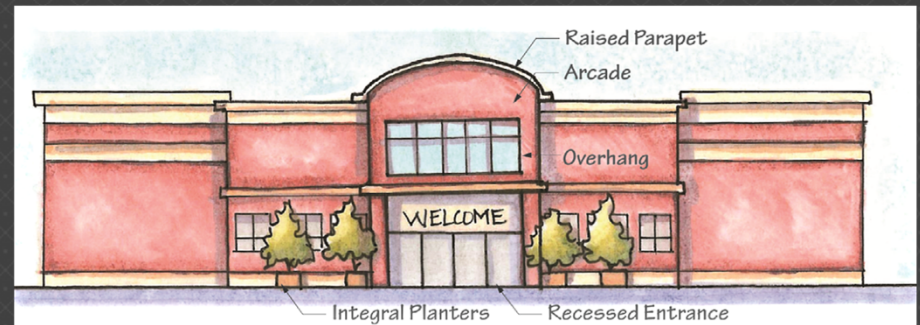 Raised Parapet
Arcade
Overhang
WELCOME
Integral Planters
Recessed Entrance